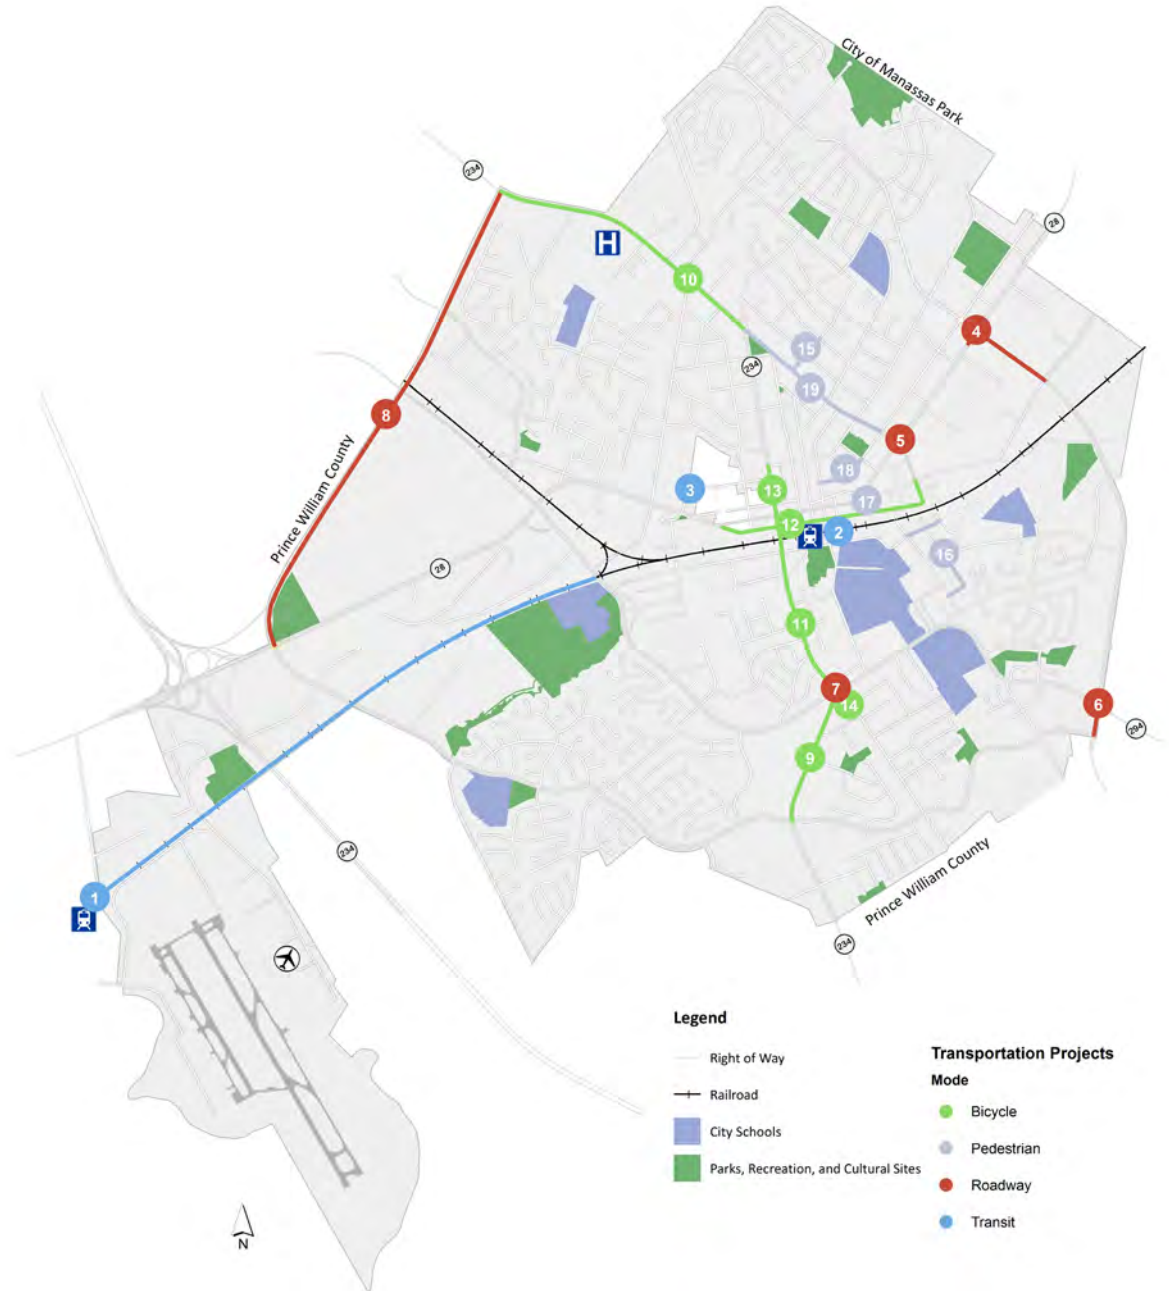 City of Manassas Park
234
28
H
10
4
15
234
19
8
5
Prince William County
18
3
13
17
12
2
16
28
11
7
14
6
294
9
234
1
Prince William County
234
Legend
Right of Way
Railroad
City Schools
Parks, Recreation, and Cultural Sites
Transportation Projects
Mode
Bicycle
Pedestrian
Roadway
Transit
N